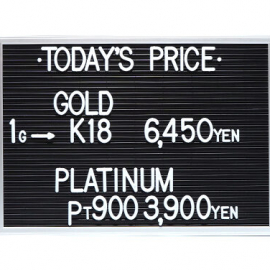 ·TODAY'S PRICE·
GOLD
1G→ K18 6,450YEN
PLATINUM
PT900 3,900YEN